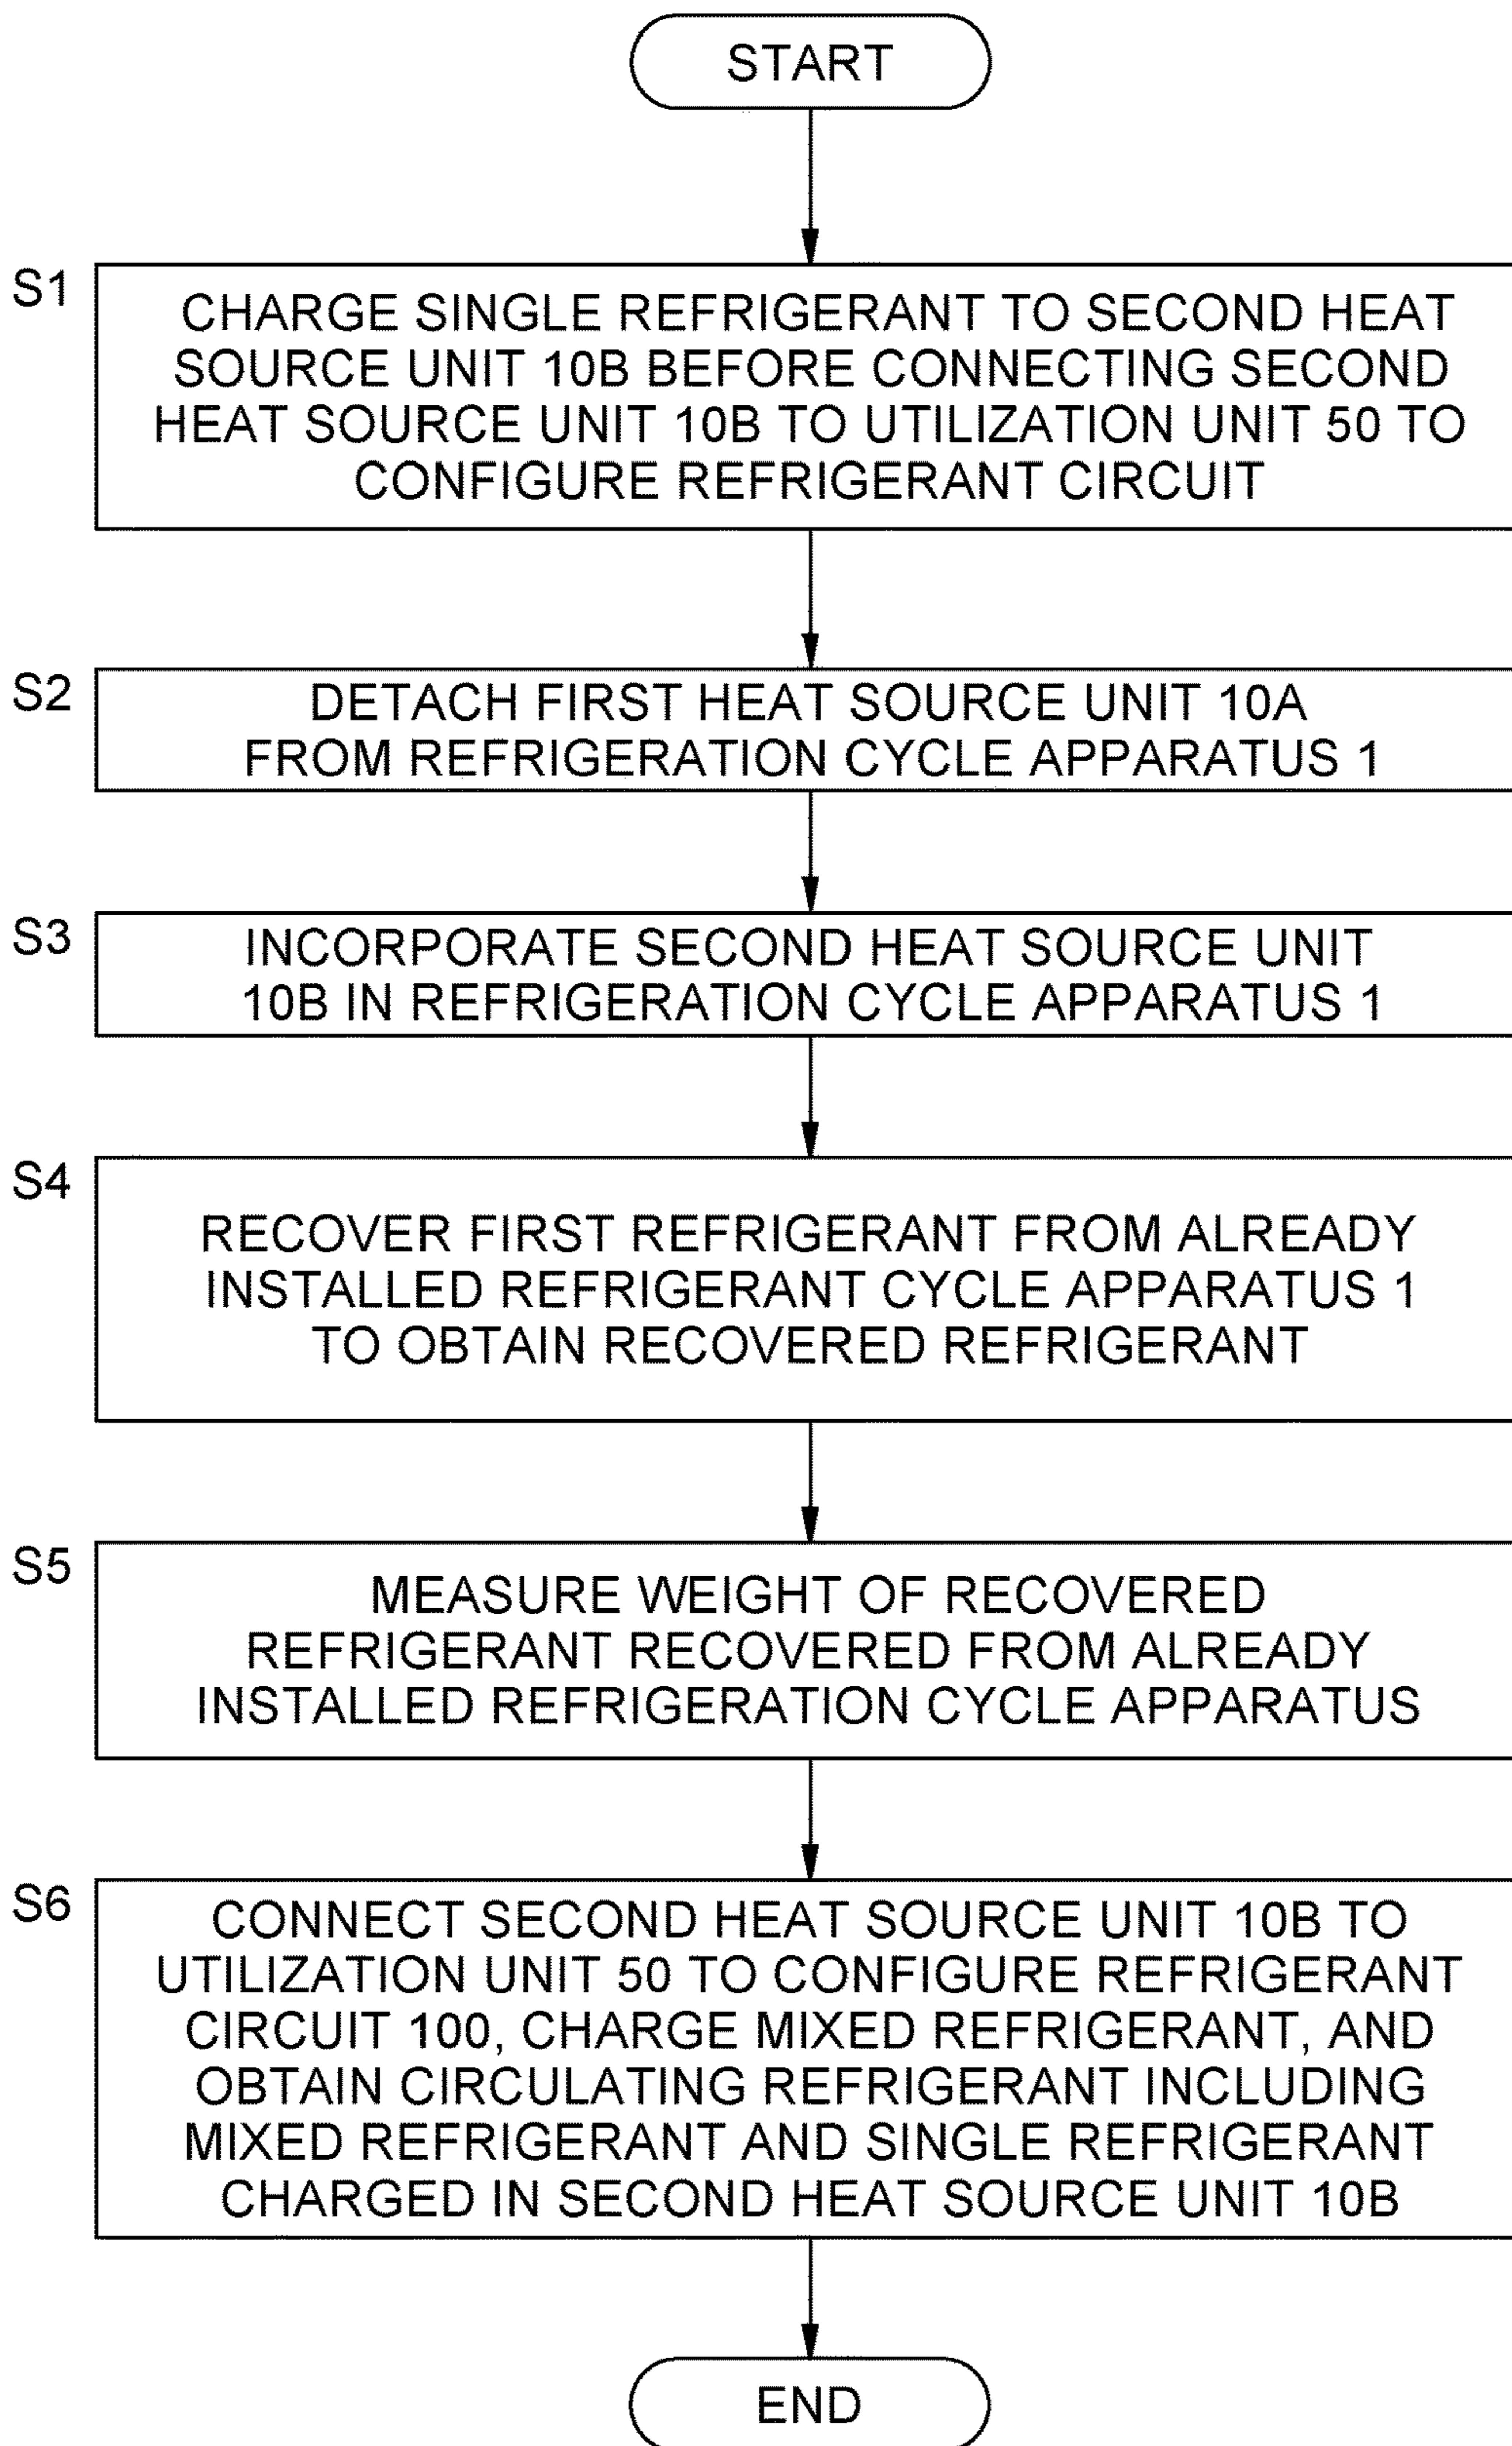 START
S1
CHARGE SINGLE REFRIGERANT TO SECOND HEAT
SOURCE UNIT 10B BEFORE CONNECTING SECOND
HEAT SOURCE UNIT 10B TO UTILIZATION UNIT 50 TO
CONFIGURE REFRIGERANT CIRCUIT
S2
DETACH FIRST HEAT SOURCE UNIT 10A
FROM REFRIGERATION CYCLE APPARATUS 1
S3
INCORPORATE SECOND HEAT SOURCE UNIT
10B IN REFRIGERATION CYCLE APPARATUS 1
S4
RECOVER FIRST REFRIGERANT FROM ALREADY
INSTALLED REFRIGERANT CYCLE APPARATUS 1
TO OBTAIN RECOVERED REFRIGERANT
S5
MEASURE WEIGHT OF RECOVERED
REFRIGERANT RECOVERED FROM ALREADY
INSTALLED REFRIGERATION CYCLE APPARATUS
S6
CONNECT SECOND HEAT SOURCE UNIT 10B TO
UTILIZATION UNIT 50 TO CONFIGURE REFRIGERANT
CIRCUIT 100, CHARGE MIXED REFRIGERANT, AND
OBTAIN CIRCULATING REFRIGERANT INCLUDING
MIXED REFRIGERANT AND SINGLE REFRIGERANT
CHARGED IN SECOND HEAT SOURCE UNIT 10B
END